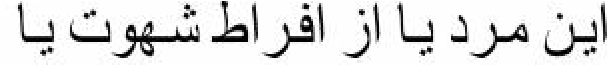 این مرد یا از افراط شهوت یا